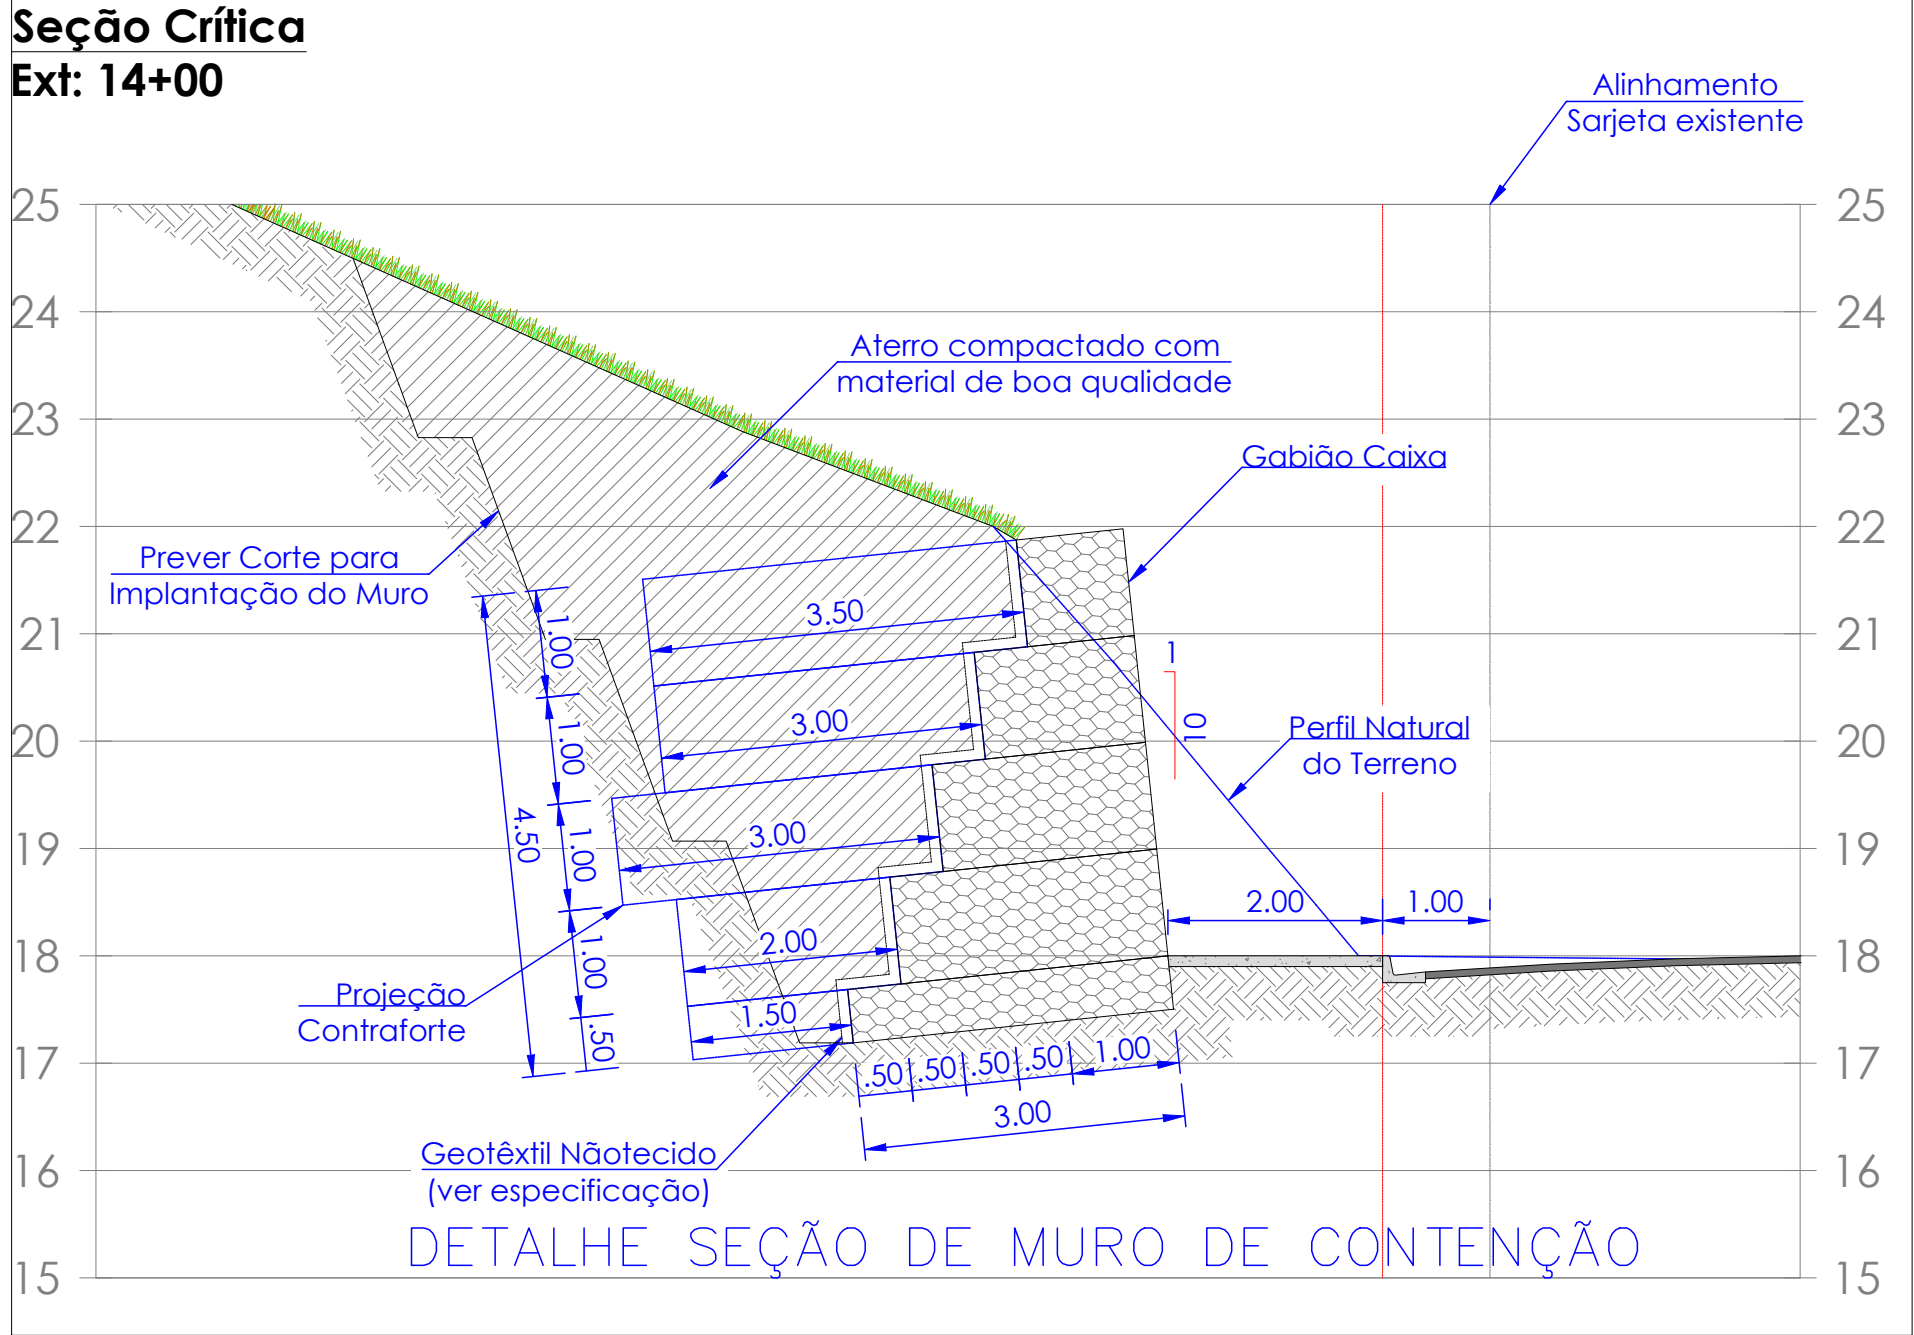 Seção Crítica
Ext: 14+00
Alinhamento
Sarjeta existente
25
25
24
24
Aterro compactado com
material de boa qualidade
23
23
Gabião Caixa
22
22
Prever Corte para
Implantação do Muro
3.50
1.00
21
21
1
10
3.00
1.00
20
20
Perfil Natural
do Terreno
3.00
4.50
1.00
19
19
2.00
1.00
2.00
1.00
18
18
Projeção
Contraforte
1.50
.50
17
17
.50
.50
.50
.50
1.00
3.00
Geotêxtil Nãotecido
(ver especificação)
16
16
DETALHE SEÇÃO DE MURO DE CONTENÇÃO
15
15